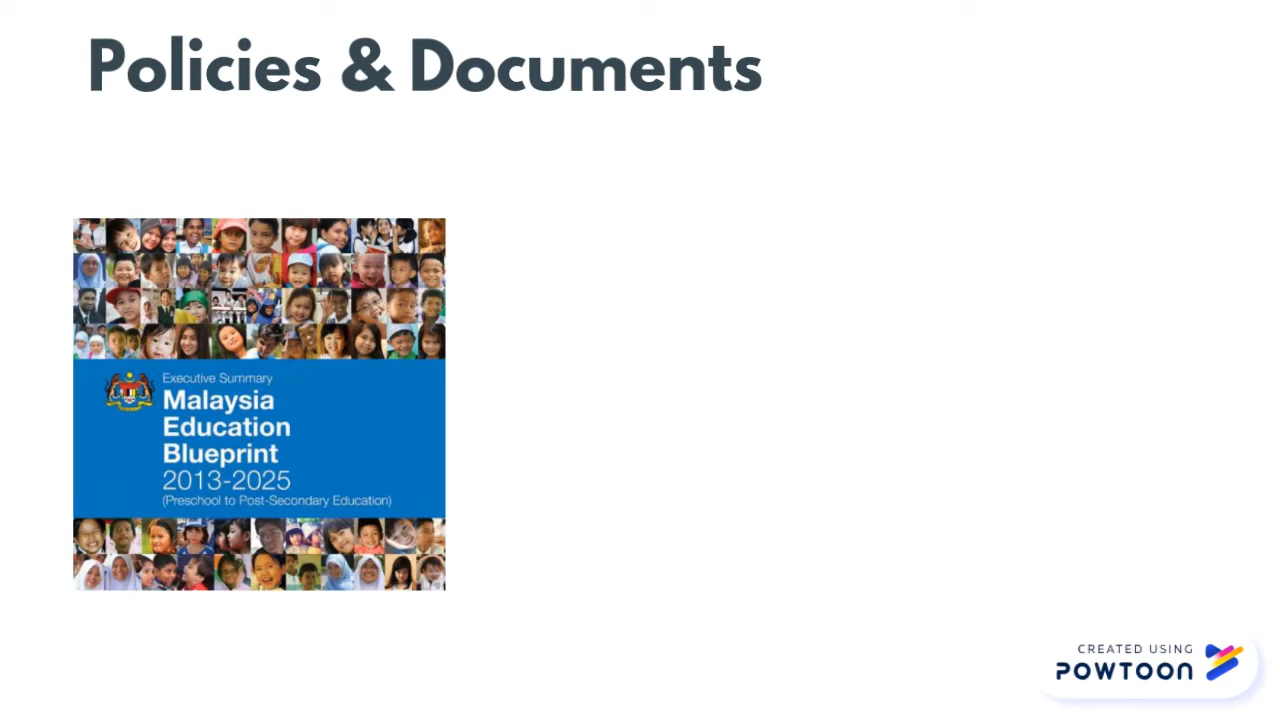 Policies & Documents
Executive Summary
Malaysia
Education
Blueprint
2013-2025
(Preschool to Post-Secondary Education)
CREATED USING
POWTOON